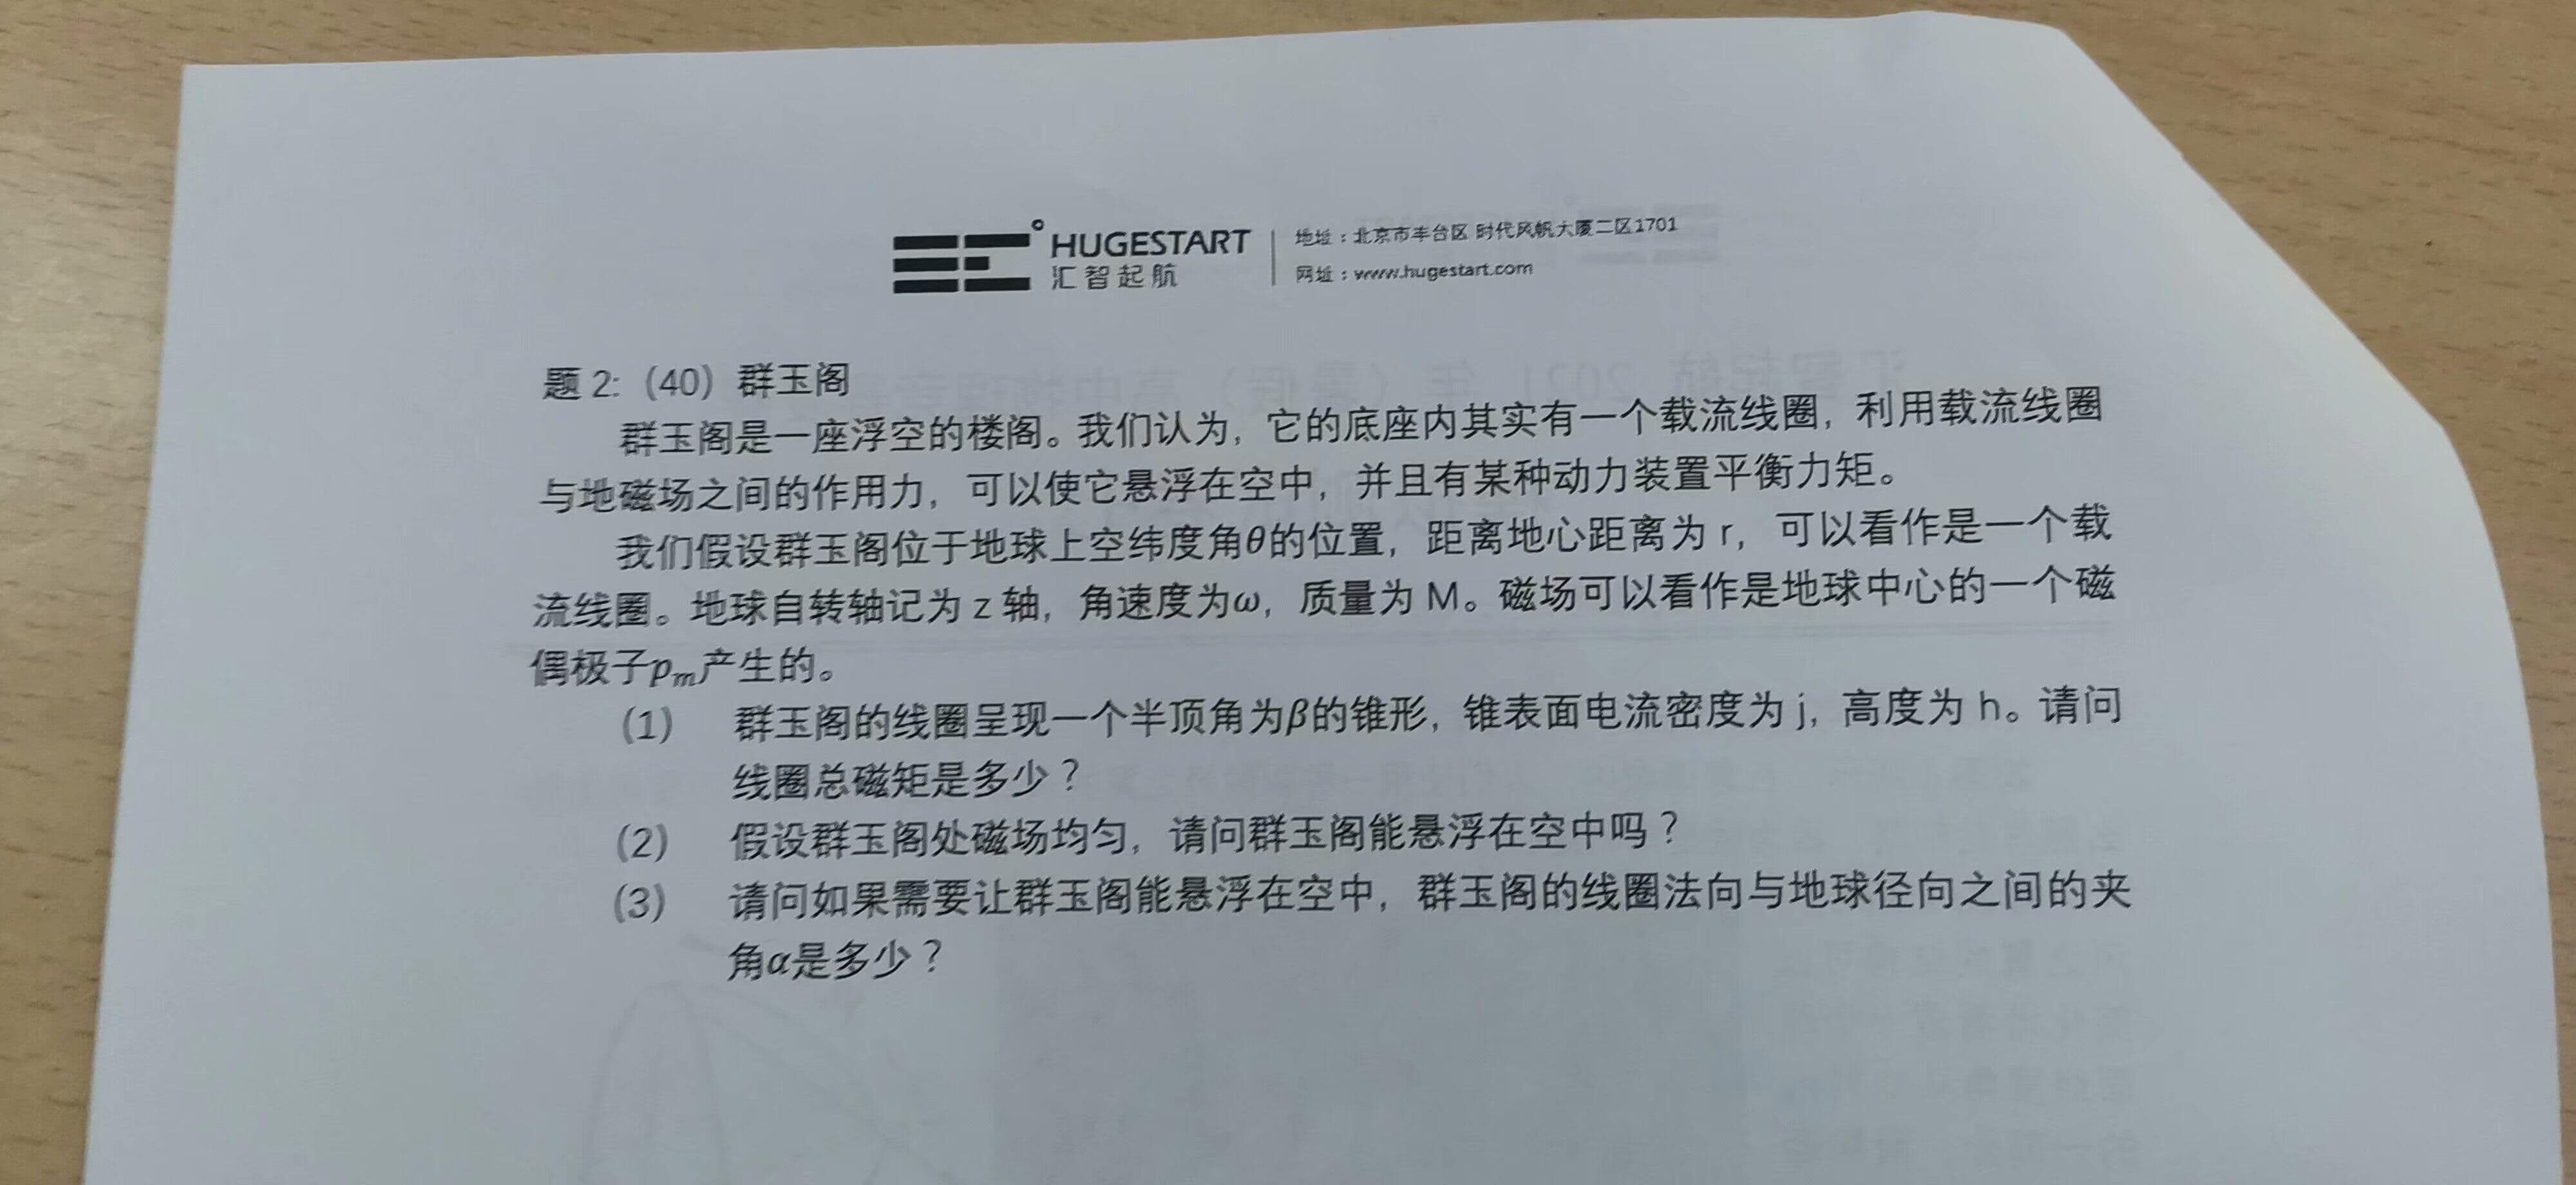 HUGESTART
汇智起航
地址：北京市丰台区 时代风帆大厦二区1701
网址：www.hugestart.com
题 2:（40）群玉阁
群玉阁是一座浮空的楼阁。我们认为，它的底座内其实有一个载流线圈，利用载流线圈
与地磁场之间的作用力，可以使它悬浮在空中，并且有某种动力装置平衡力矩。
我们假设群玉阁位于地球上空纬度角θ的位置，距离地心距离为 r，可以看作是一个载
流线圈。地球自转轴记为 z 轴，角速度为ω，质量为 M。磁场可以看作是地球中心的一个磁
偶极子pₘ产生的。
（1） 群玉阁的线圈呈现一个半顶角为β的锥形，锥表面电流密度为 j，高度为 h。请问
线圈总磁矩是多少？
（2） 假设群玉阁处磁场均匀，请问群玉阁能悬浮在空中吗？
（3） 请问如果需要让群玉阁能悬浮在空中，群玉阁的线圈法向与地球径向之间的夹
角α是多少？